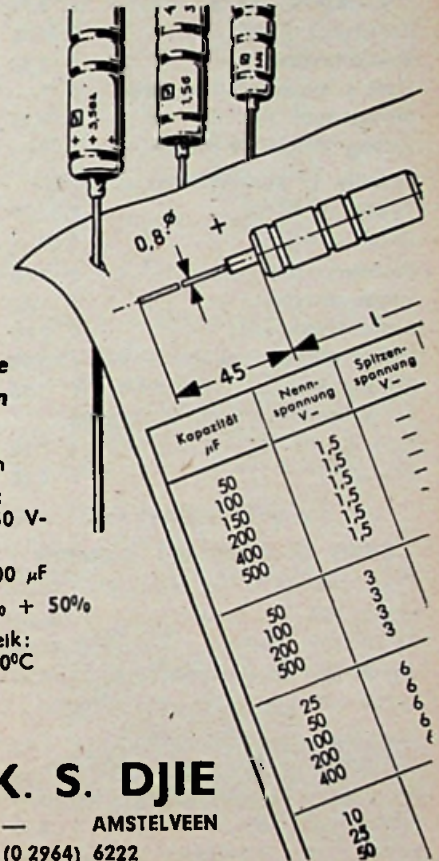 + 3,5δλ +
1,5δ
0,8 ⌀
+
45
l
Kapazität
µF
Nenn-
spannung
V–
Spitzen-
spannung
V–
50 1,5 –
100 1,5 –
150 1,5 –
200 1,5 –
400 1,5
500 1,5
50 3
100 3
200 3
500 3
25 6
50 6
100 6
200 6
400 6
10
25
50
e
n
n
:
0 V-
00 µF
% + 50%
eik:
0°C
K. S. DJIE
— AMSTELVEEN
(0 2964) 6222